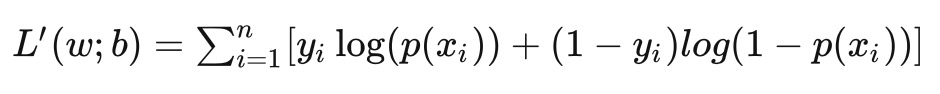 L′(w; b) = ∑ⁿᵢ₌₁[yᵢ log(p(xᵢ)) + (1 − yᵢ)log(1 − p(xᵢ))]